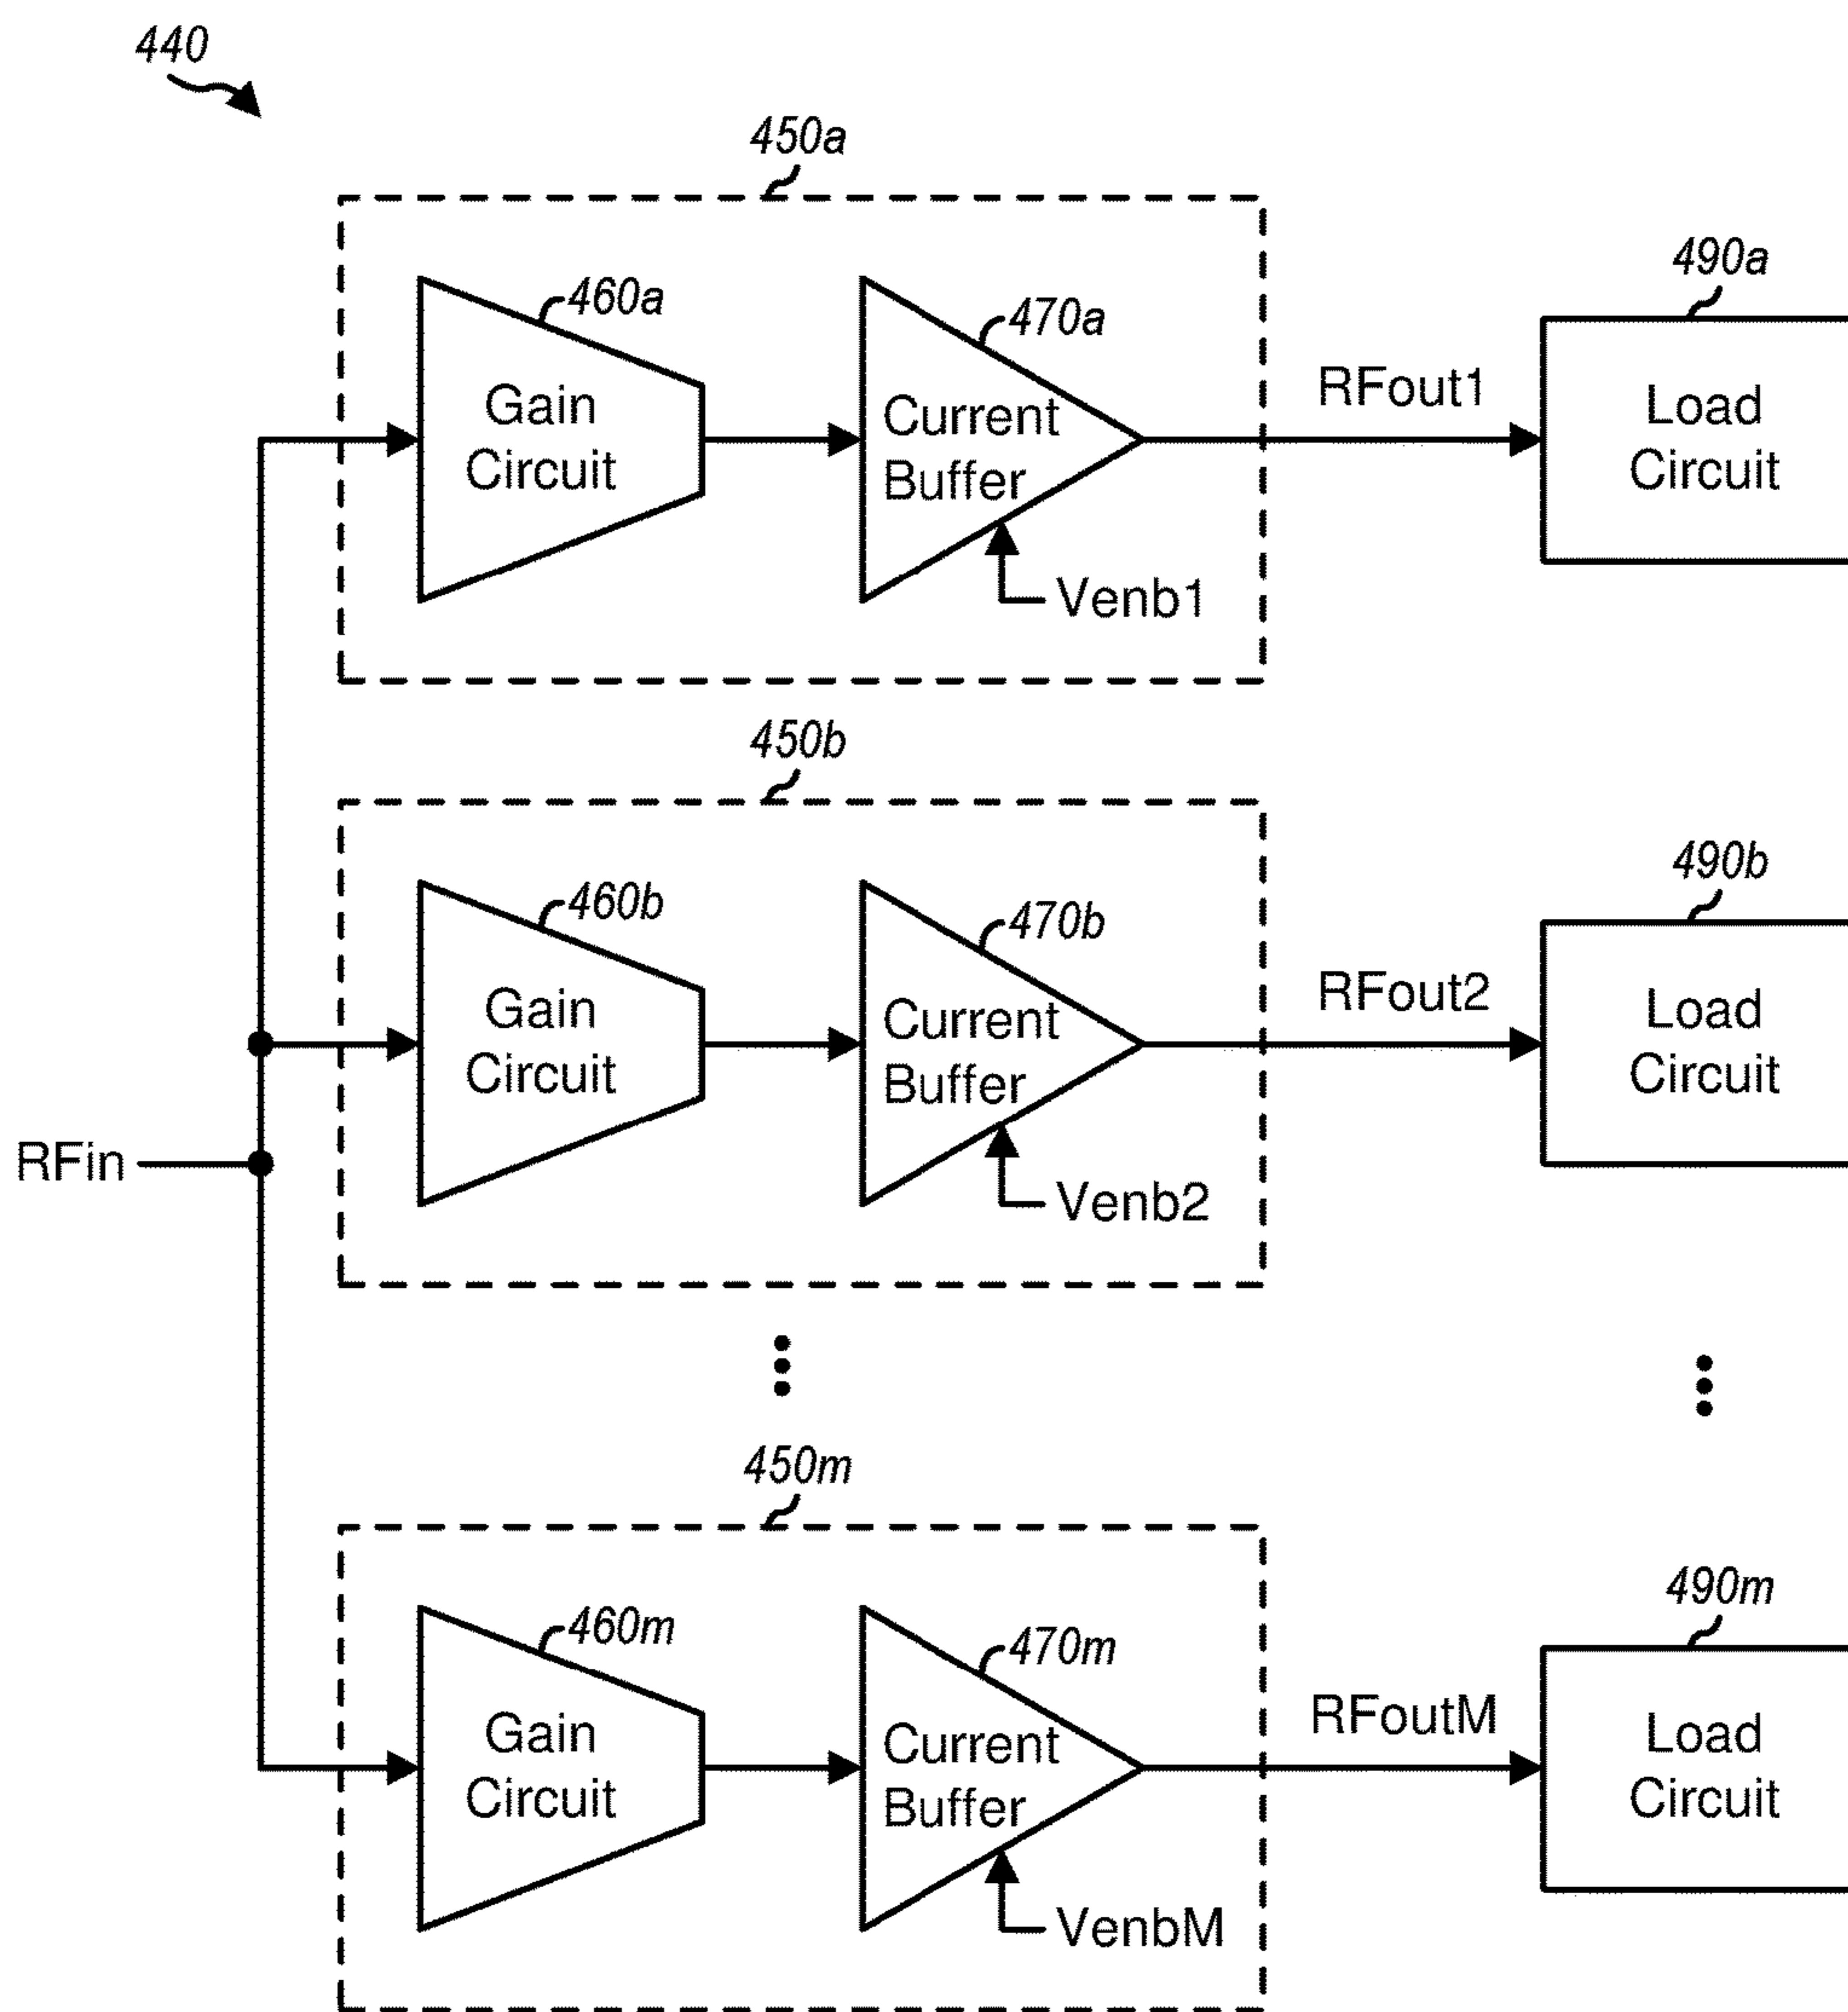 440
450a
490a
460a
470a
Gain
Circuit
Current
Buffer
RFout1
Load
Circuit
Venb1
450b
490b
460b
470b
Gain
Circuit
Current
Buffer
RFout2
Load
Circuit
RFin
Venb2
450m
490m
460m
470m
Gain
Circuit
Current
Buffer
RFoutM
Load
Circuit
VenbM